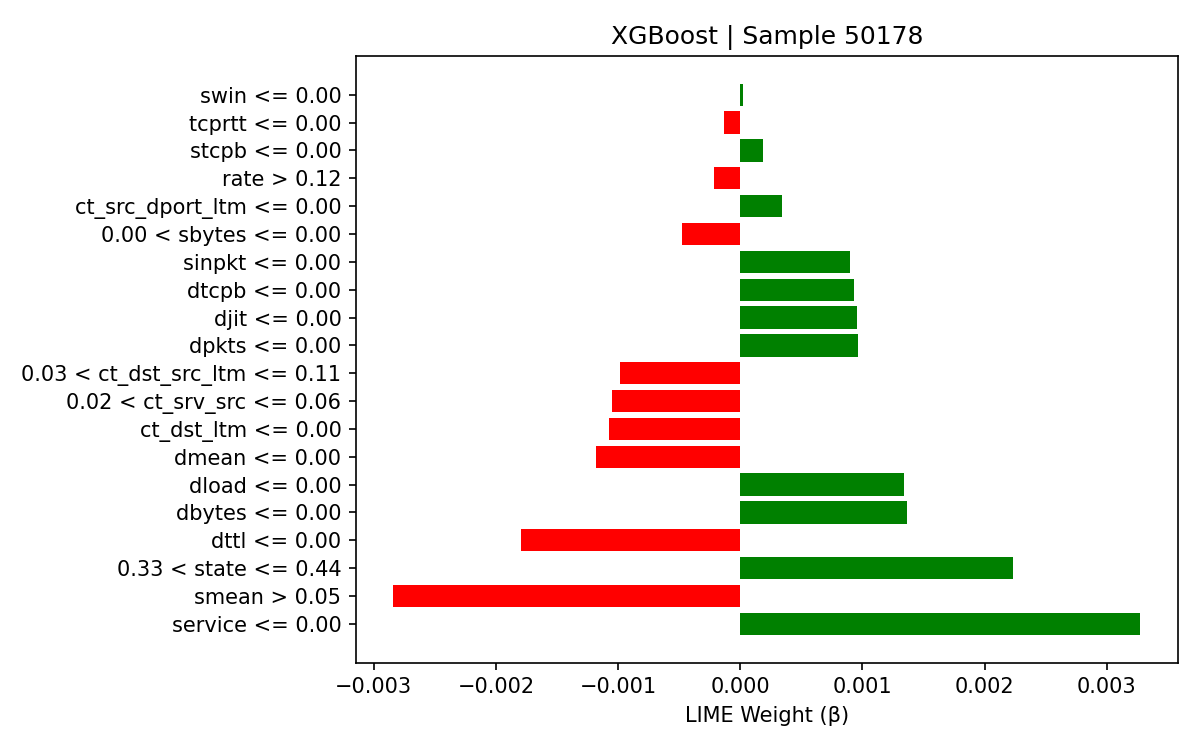 XGBoost | Sample 50178
swin <= 0.00
tcprtt <= 0.00
stcpb <= 0.00
rate > 0.12
ct_src_dport_ltm <= 0.00
0.00 < sbytes <= 0.00
sinpkt <= 0.00
dtcpb <= 0.00
djit <= 0.00
dpkts <= 0.00
0.03 < ct_dst_src_ltm <= 0.11
0.02 < ct_srv_src <= 0.06
ct_dst_ltm <= 0.00
dmean <= 0.00
dload <= 0.00
dbytes <= 0.00
dttl <= 0.00
0.33 < state <= 0.44
smean > 0.05
service <= 0.00
−0.003 −0.002 −0.001 0.000 0.001 0.002 0.003
LIME Weight (β)